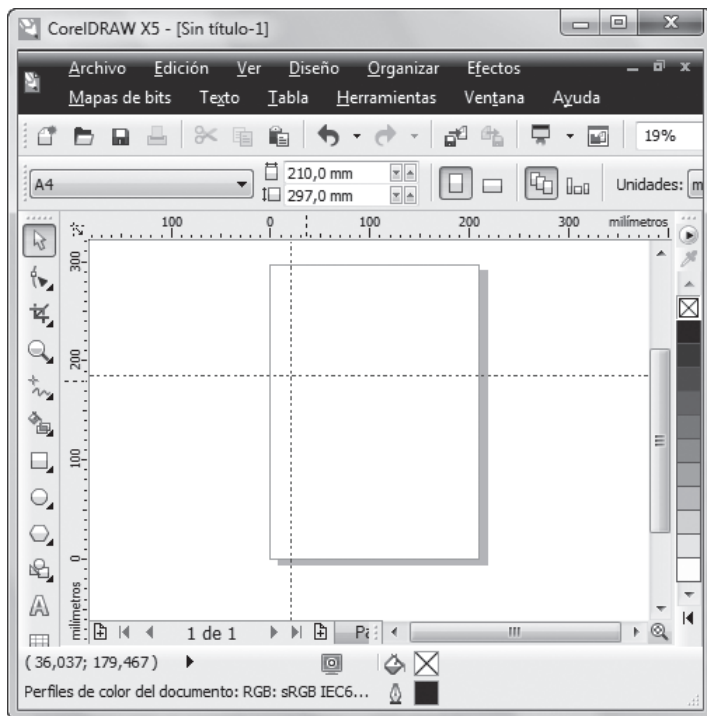 CorelDRAW X5 - [Sin título-1]
Archivo Edición Ver Diseño Organizar Efectos
Mapas de bits Texto Tabla Herramientas Ventana Ayuda
19%
A4
210,0 mm
297,0 mm
Unidades: m
100 0 100 200 300 milímetros
300
200
100
0
milímetros
1 de 1
Pá
( 36,037; 179,467 )
Perfiles de color del documento: RGB: sRGB IEC6...